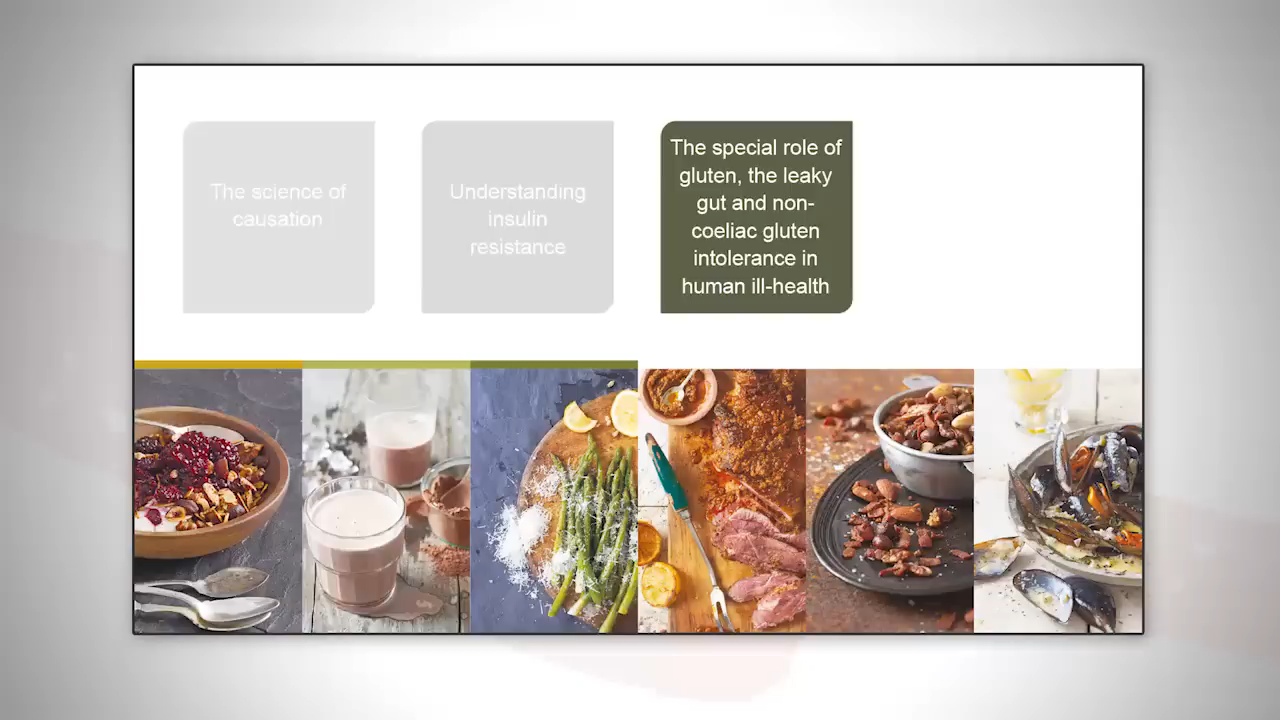 The science of
causation
Understanding
insulin
resistance
The special role of
gluten, the leaky
gut and non-
coeliac gluten
intolerance in
human ill-health